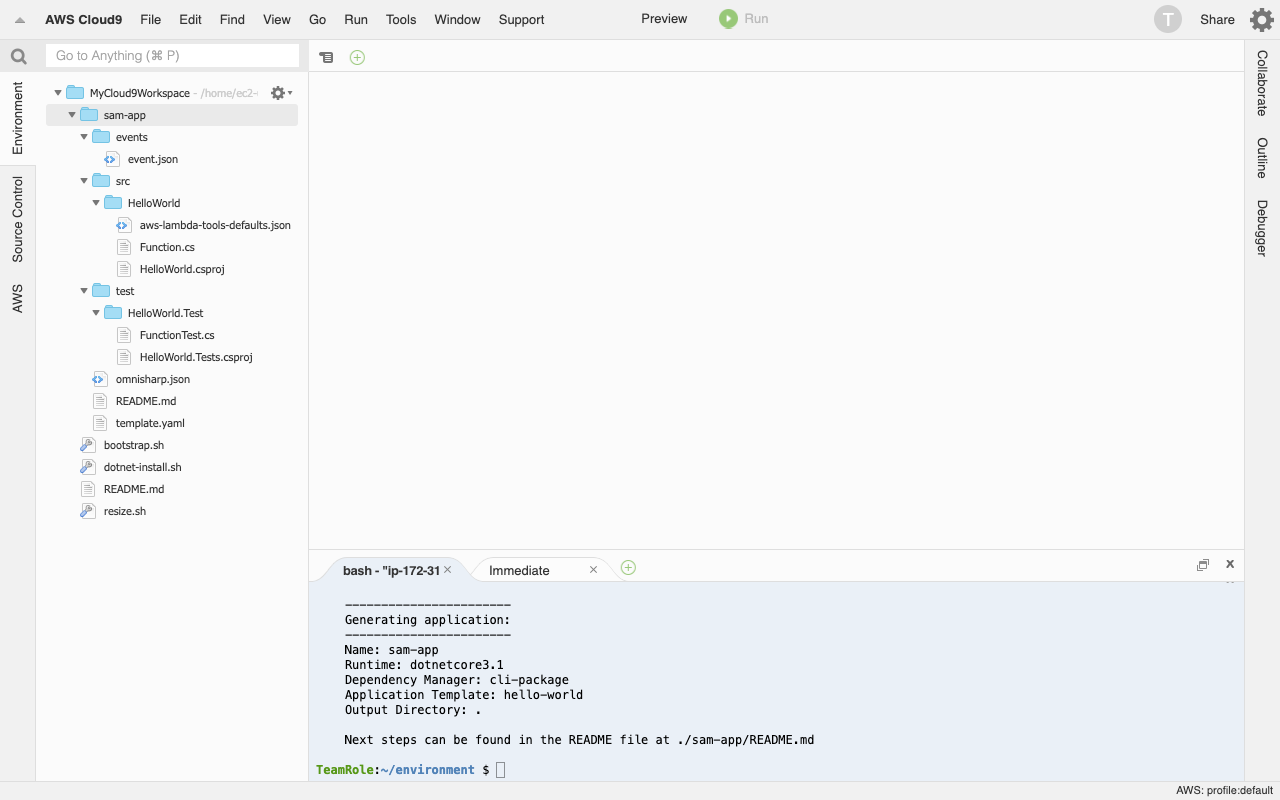 AWS Cloud9 File Edit Find View Go Run Tools Window Support Preview Run T Share
Go to Anything (⌘ P)
Environment
Source Control
AWS
MyCloud9Workspace - /home/ec2-
sam-app
events
event.json
src
HelloWorld
aws-lambda-tools-defaults.json
Function.cs
HelloWorld.csproj
test
HelloWorld.Test
FunctionTest.cs
HelloWorld.Tests.csproj
omnisharp.json
README.md
template.yaml
bootstrap.sh
dotnet-install.sh
README.md
resize.sh
Collaborate
Outline
Debugger
bash - "ip-172-31 Immediate
-----------------------
Generating application:
-----------------------
Name: sam-app
Runtime: dotnetcore3.1
Dependency Manager: cli-package
Application Template: hello-world
Output Directory: .
Next steps can be found in the README file at ./sam-app/README.md
TeamRole:~/environment $
AWS: profile:default